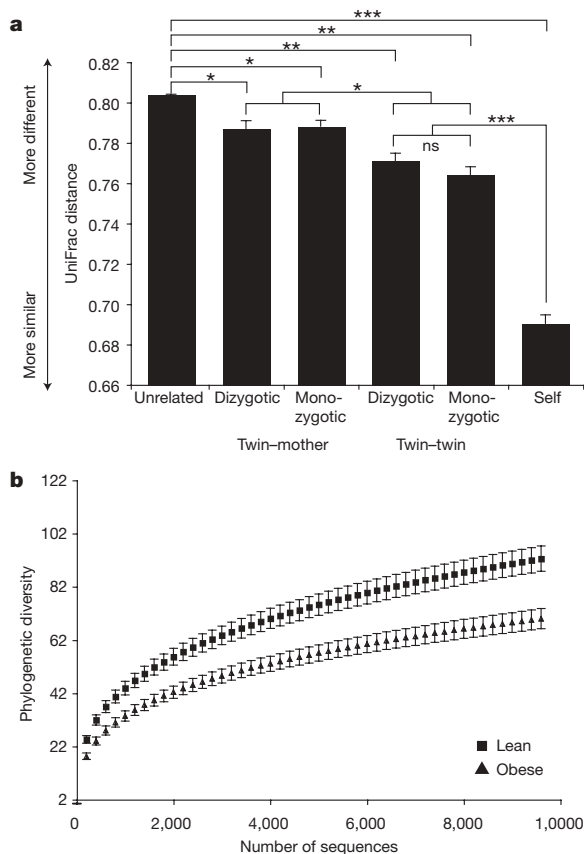 a
***
**
**
*
*
*
***
ns
More different
More similar
UniFrac distance
0.82
0.80
0.78
0.76
0.74
0.72
0.70
0.68
0.66
Unrelated
Dizygotic
Mono-
zygotic
Dizygotic
Mono-
zygotic
Self
Twin–mother
Twin–twin
b
Phylogenetic diversity
122
102
82
62
42
22
2
Lean
Obese
0
2,000
4,000
6,000
8,000
1,0000
Number of sequences